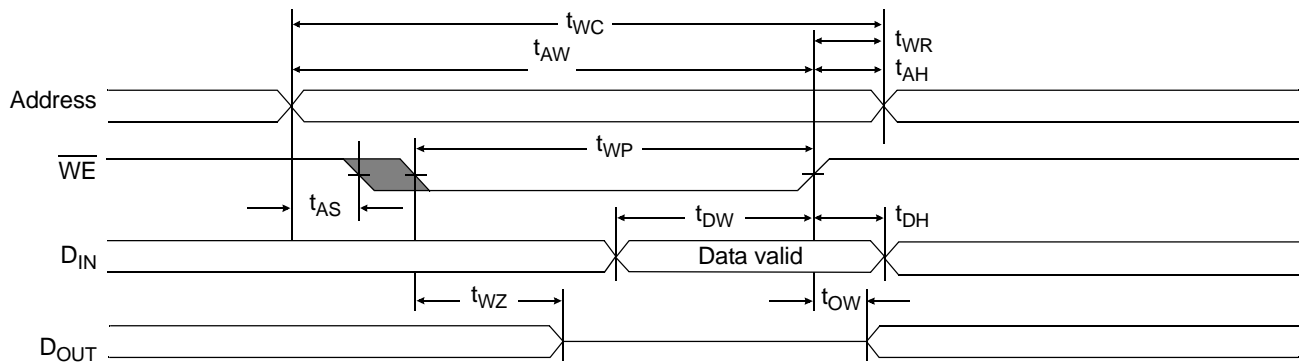 tWC
tWR
tAW
tAH
Address
tWP
WE
tAS
tDW
tDH
DIN
Data valid
tWZ
tOW
DOUT